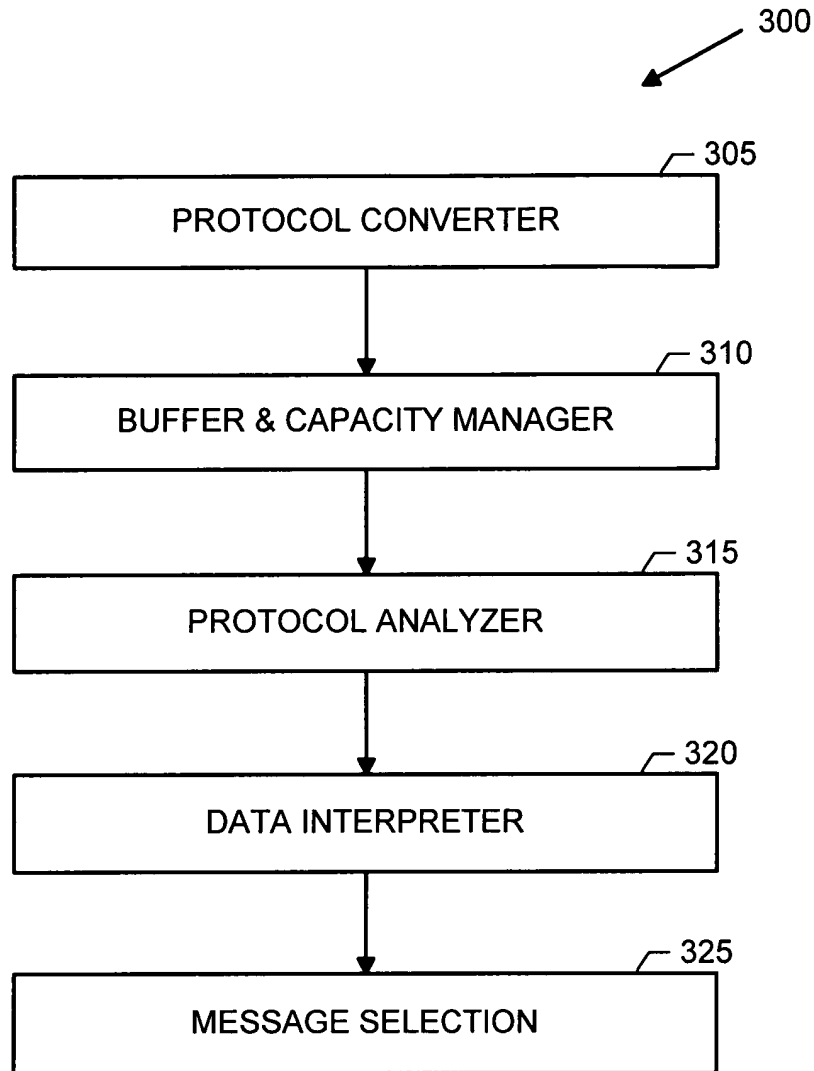 300
305
PROTOCOL CONVERTER
310
BUFFER & CAPACITY MANAGER
315
PROTOCOL ANALYZER
320
DATA INTERPRETER
325
MESSAGE SELECTION